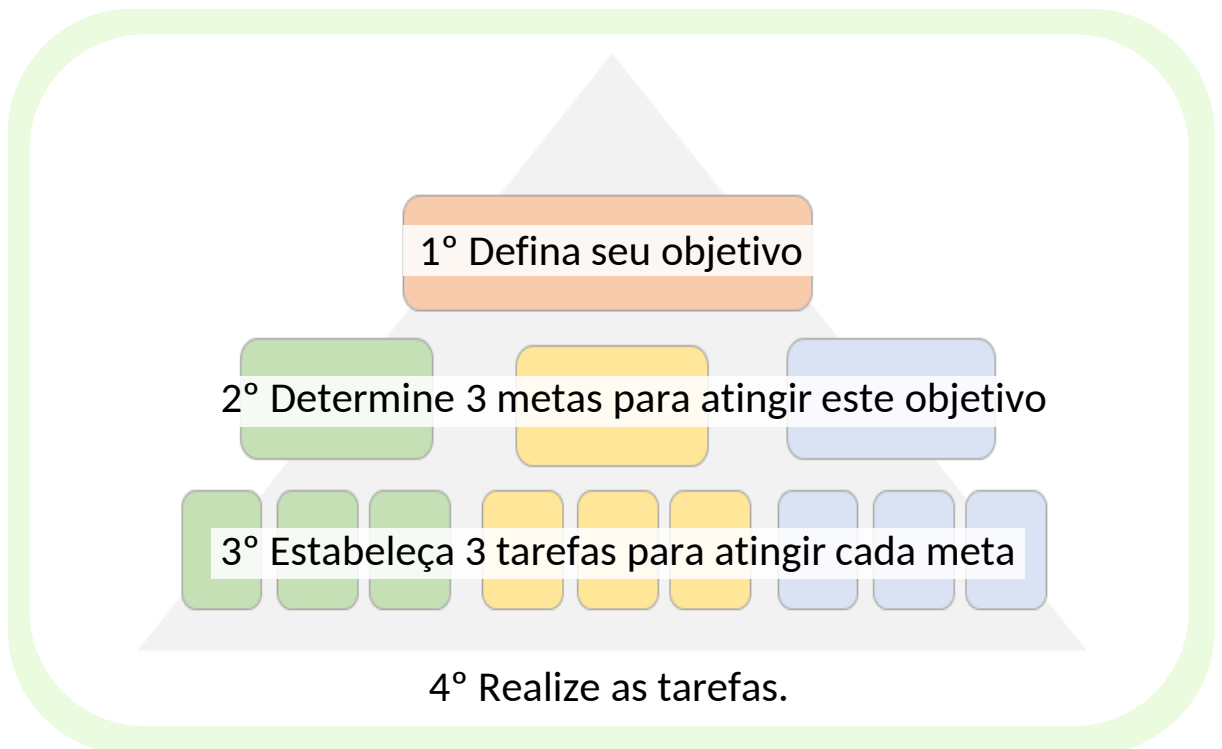 1º Defina seu objetivo
2º Determine 3 metas para atingir este objetivo
3º Estabeleça 3 tarefas para atingir cada meta
4º Realize as tarefas.